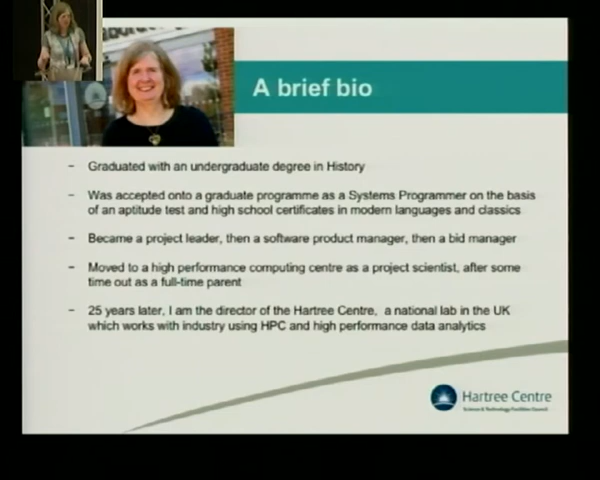 A brief bio
- Graduated with an undergraduate degree in History
- Was accepted onto a graduate programme as a Systems Programmer on the basis
of an aptitude test and high school certificates in modern languages and classics
- Became a project leader, then a software product manager, then a bid manager
- Moved to a high performance computing centre as a project scientist, after some
time out as a full-time parent
- 25 years later, I am the director of the Hartree Centre, a national lab in the UK
which works with industry using HPC and high performance data analytics
Hartree Centre
Science & Technology Facilities Council